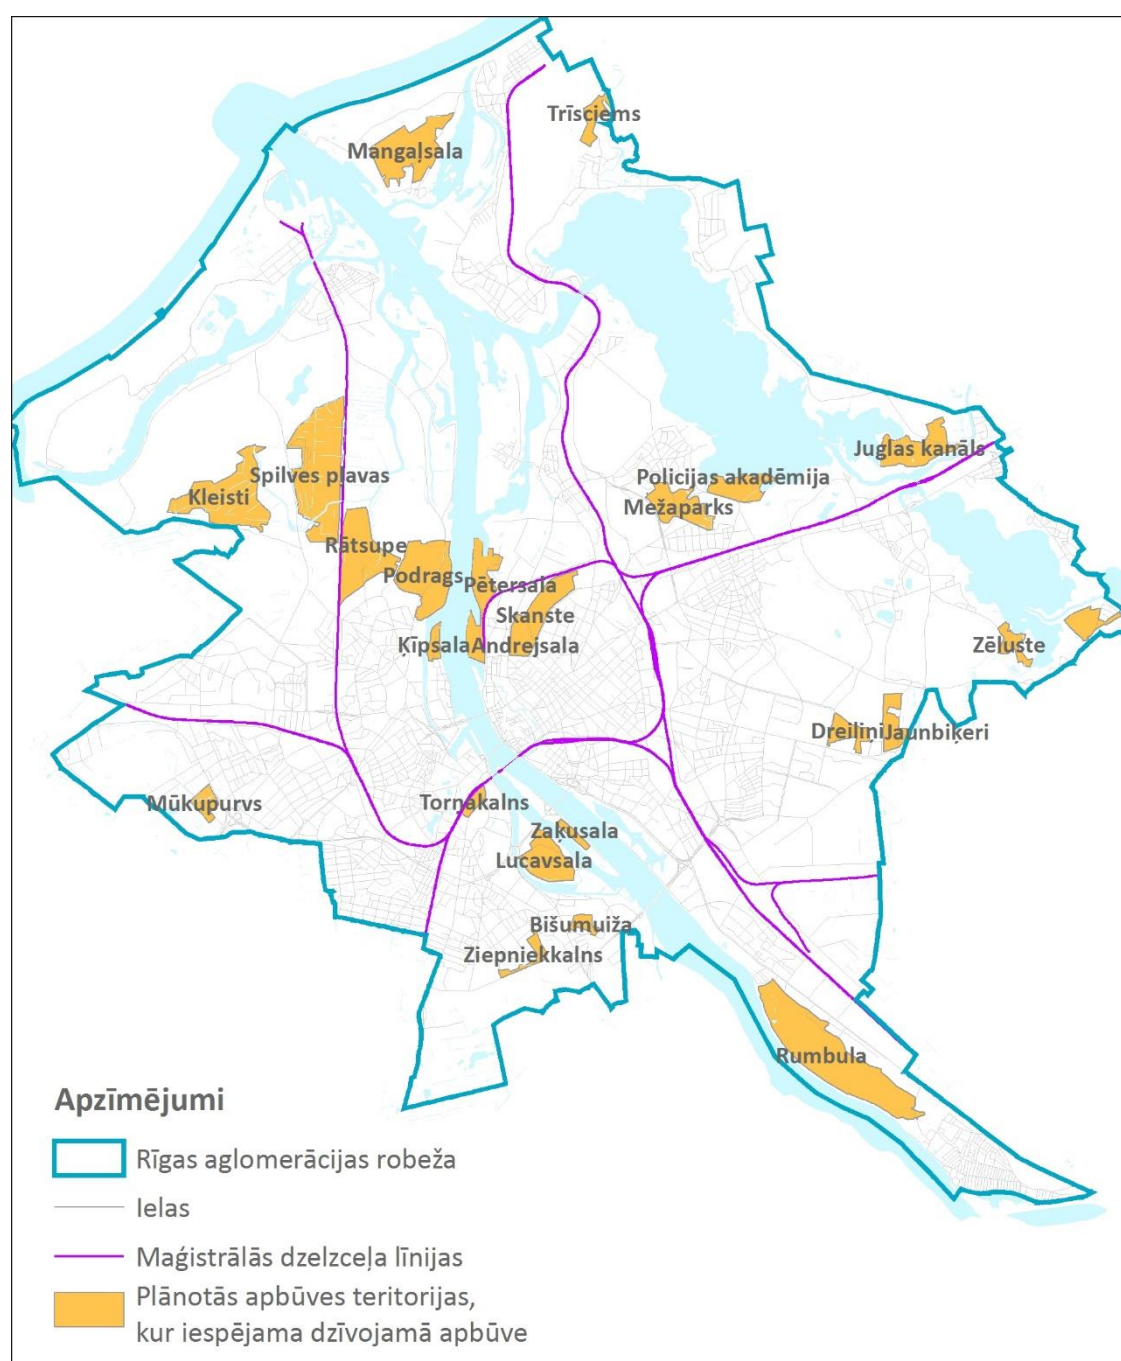 Trīsciems
Mangaļsala
Juglas kanāls
Policijas akadēmija
Spilves pļavas
Kleisti
Mežaparks
Rātsupe
Podrags
Pētersala
Skanste
Ķīpsala
Andrejsala
Zēluste
Dreiliņi
Jaunbiķeri
Mūkupurvs
Torņakalns
Zaķusala
Lucavsala
Bišumuiža
Ziepniekkalns
Rumbula
Apzīmējumi
Rīgas aglomerācijas robeža
Ielas
Maģistrālās dzelzceļa līnijas
Plānotās apbūves teritorijas,
kur iespējama dzīvojamā apbūve